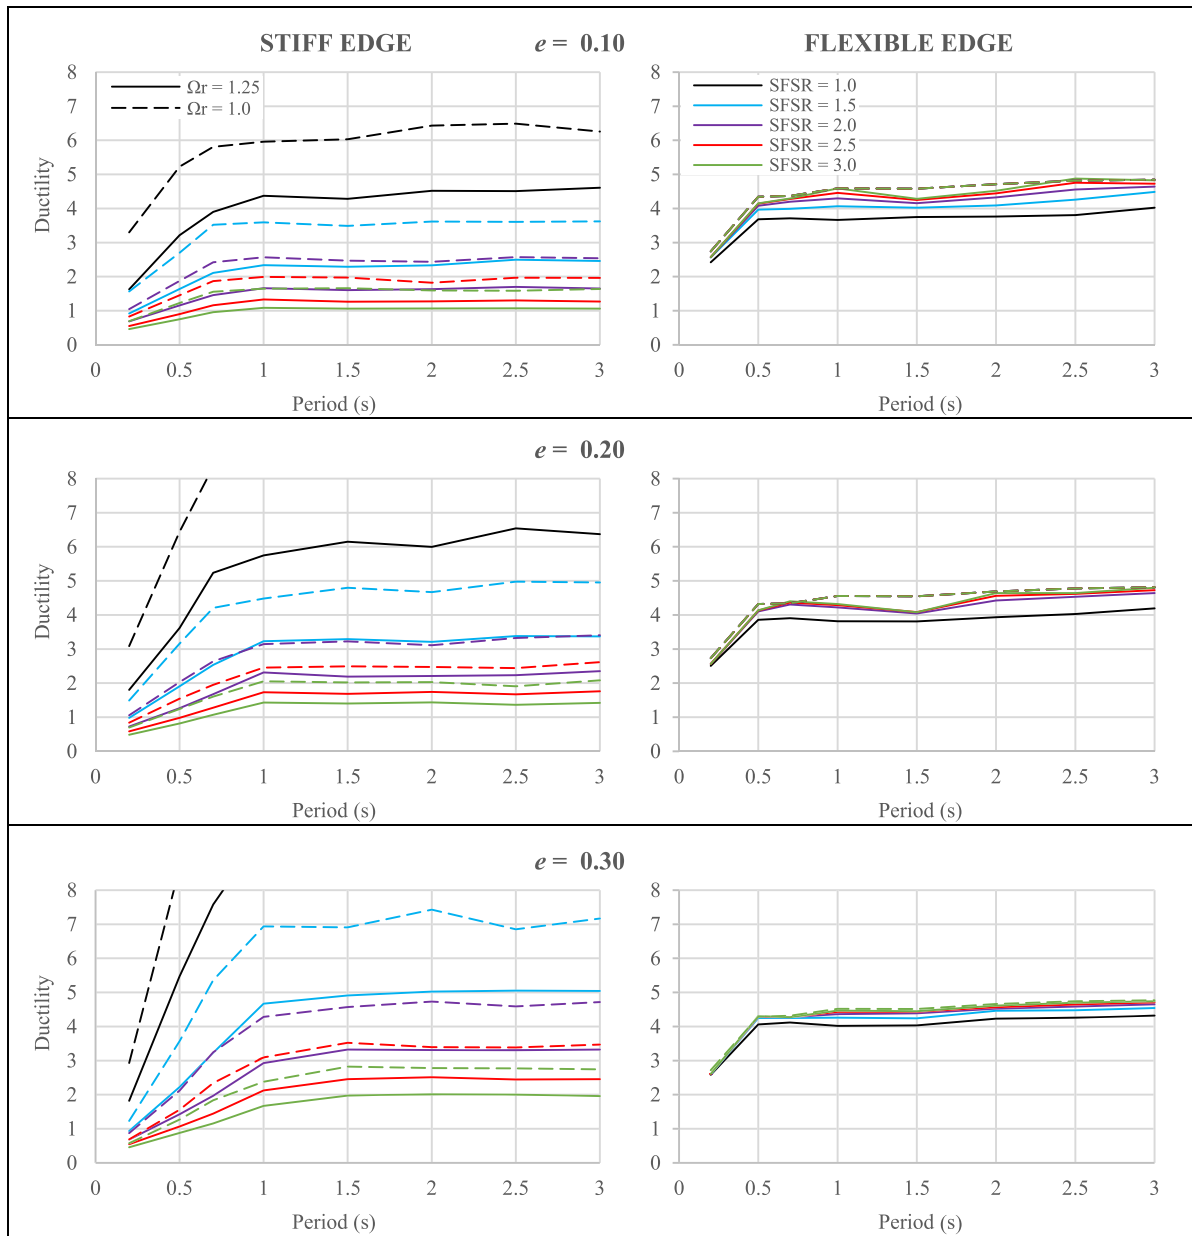 STIFF EDGE e = 0.10 FLEXIBLE EDGE
8
7
6
5
4
3
2
1
0
Ductility
Ωr = 1.25
Ωr = 1.0
0 0.5 1 1.5 2 2.5 3
Period (s)
8
7
6
5
4
3
2
1
0
SFSR = 1.0
SFSR = 1.5
SFSR = 2.0
SFSR = 2.5
SFSR = 3.0
0 0.5 1 1.5 2 2.5 3
Period (s)
e = 0.20
8
7
6
5
4
3
2
1
0
Ductility
0 0.5 1 1.5 2 2.5 3
Period (s)
8
7
6
5
4
3
2
1
0
0 0.5 1 1.5 2 2.5 3
Period (s)
e = 0.30
8
7
6
5
4
3
2
1
0
Ductility
0 0.5 1 1.5 2 2.5 3
Period (s)
8
7
6
5
4
3
2
1
0
0 0.5 1 1.5 2 2.5 3
Period (s)